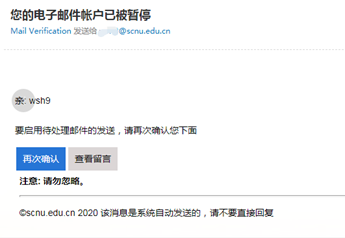 您的电子邮件帐户已被暂停
Mail Verification 发送给 @scnu.edu.cn
亲: wsh9
要启用待处理邮件的发送，请再次确认您下面
再次确认 查看留言
注意: 请勿忽略。
©scnu.edu.cn 2020 该消息是系统自动发送的，请不要直接回复